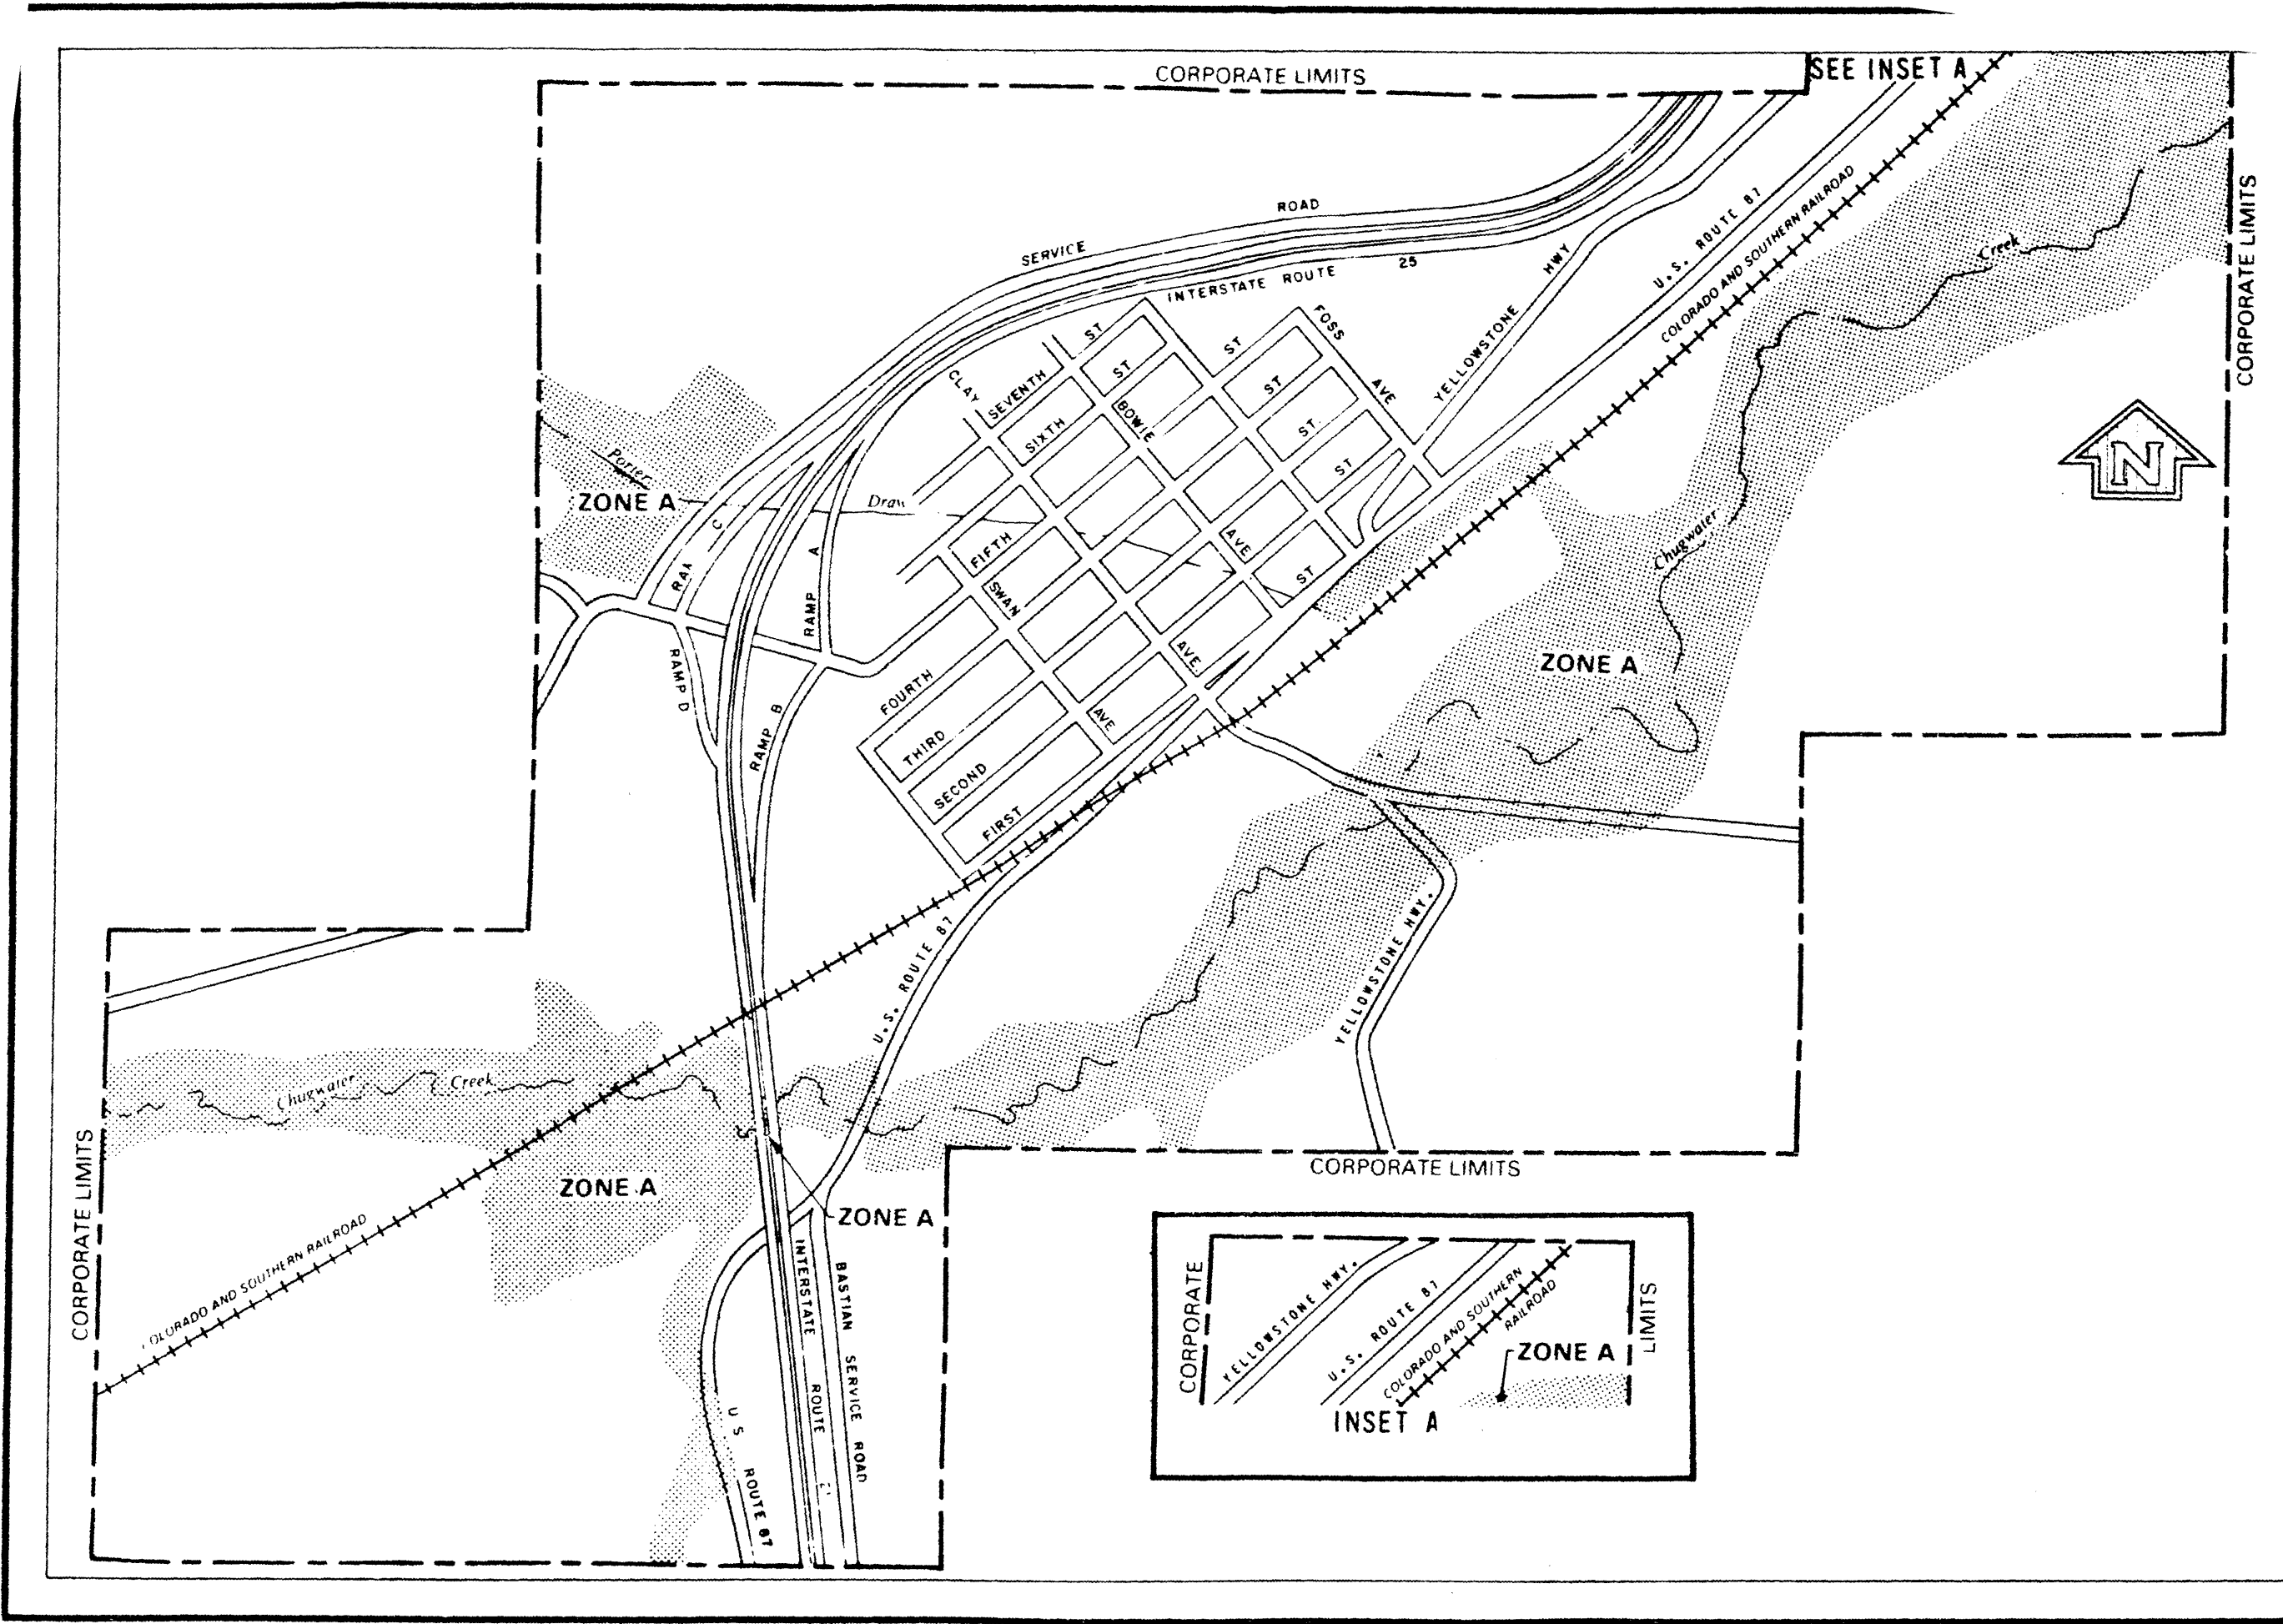 CORPORATE LIMITS
SEE INSET A
CORPORATE LIMITS
SERVICE ROAD
INTERSTATE ROUTE 25
YELLOWSTONE HWY
U.S. ROUTE 87
COLORADO AND SOUTHERN RAILROAD
Creek
N
FOSS AVE
CLAY
SEVENTH ST
SIXTH ST
BOWIE AVE
ST
ST
ST
ST
FIFTH
SWAN AVE
ST
AVE
Porter Draw
ZONE A
C
RAMP A
RAMP D
RAMP B
FOURTH
THIRD
SECOND
FIRST
Chugwater
ZONE A
YELLOWSTONE HWY.
U.S. ROUTE 87
Chugwater Creek
CORPORATE LIMITS
COLORADO AND SOUTHERN RAILROAD
ZONE A
ZONE A
INTERSTATE ROUTE
BASTIAN SERVICE ROAD
U S ROUTE 87
CORPORATE LIMITS
CORPORATE LIMITS
YELLOWSTONE HWY.
U.S. ROUTE 87
COLORADO AND SOUTHERN
RAILROAD
ZONE A
INSET A